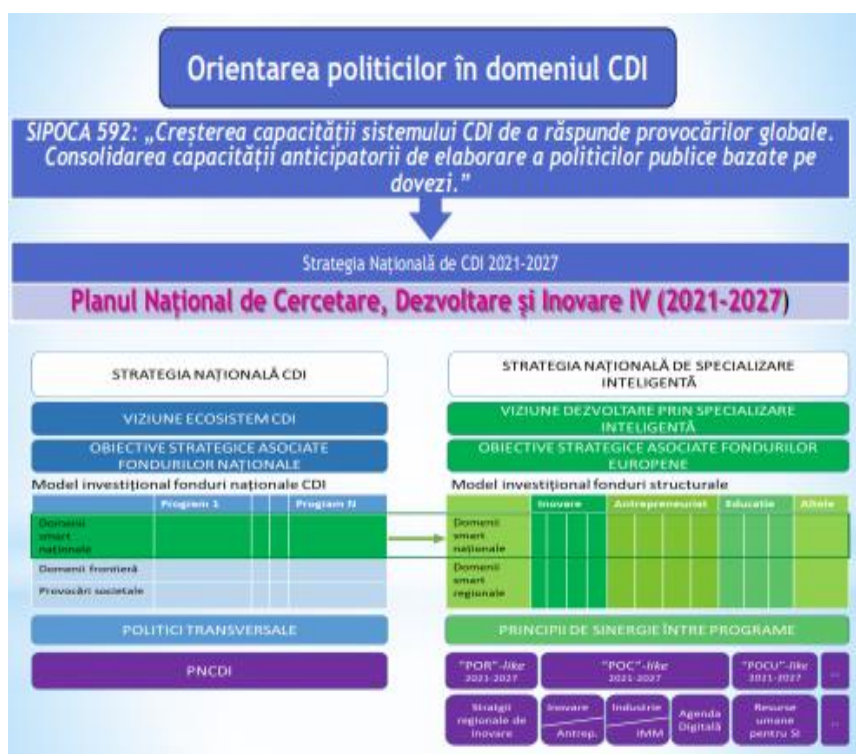 Orientarea politicilor în domeniul CDI
SIPOCA 592: „Creșterea capacității sistemului CDI de a răspunde provocărilor globale.
Consolidarea capacității anticipatorii de elaborare a politicilor publice bazate pe
dovezi.”
Strategia Națională de CDI 2021-2027
Planul Național de Cercetare, Dezvoltare și Inovare IV (2021-2027)
STRATEGIA NAȚIONALĂ CDI
VIZIUNE ECOSISTEM CDI
OBIECTIVE STRATEGICE ASOCIATE
FONDURILOR NAȚIONALE
Model investițional fonduri naționale CDI
Program 1 Program N
Domenii
smart
naționale
Domenii frontieră
Provocări societale
POLITICI TRANSVERSALE
PNCDI
STRATEGIA NAȚIONALĂ DE SPECIALIZARE
INTELIGENTĂ
VIZIUNE DEZVOLTARE PRIN SPECIALIZARE
INTELIGENTĂ
OBIECTIVE STRATEGICE ASOCIATE FONDURILOR
EUROPENE
Model investițional fonduri structurale
Inovare Antreprenoriat Educație Altele
Domenii
smart
naționale
Domenii
smart
regionale
PRINCIPII DE SINERGIE ÎNTRE PROGRAME
"POR"-like
2021-2027
"POC"-like
2021-2027
"POCU"-like
2021-2027
...
Stratgii
regionale de
inovare
Inovare
Antrep.
Industrie
IMM
Agenda
Digitală
Resurse
umane
pentru SI
...